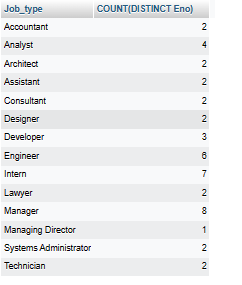 Job_type COUNT(DISTINCT Eno)
Accountant 2
Analyst 4
Architect 2
Assistant 2
Consultant 2
Designer 2
Developer 3
Engineer 6
Intern 7
Lawyer 2
Manager 8
Managing Director 1
Systems Administrator 2
Technician 2